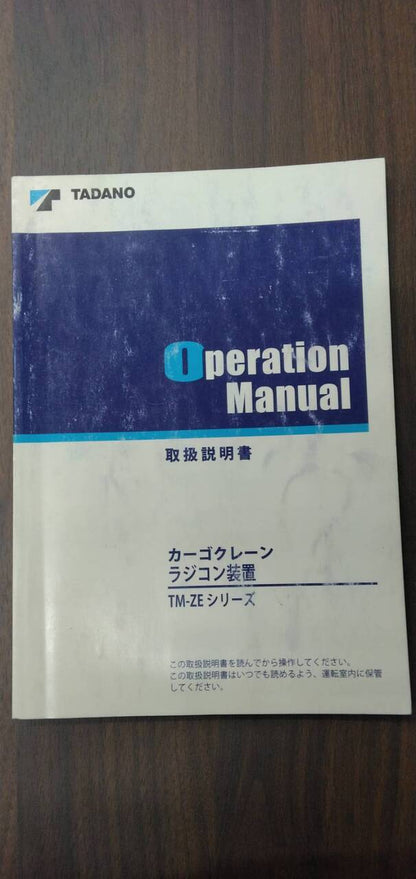 TADANO
Operation
Manual
取扱説明書
カーゴクレーン
ラジコン装置
TM-ZEシリーズ
この取扱説明書を読んでから操作してください。
この取扱説明書はいつでも読めるよう、運転室内に保管
してください。